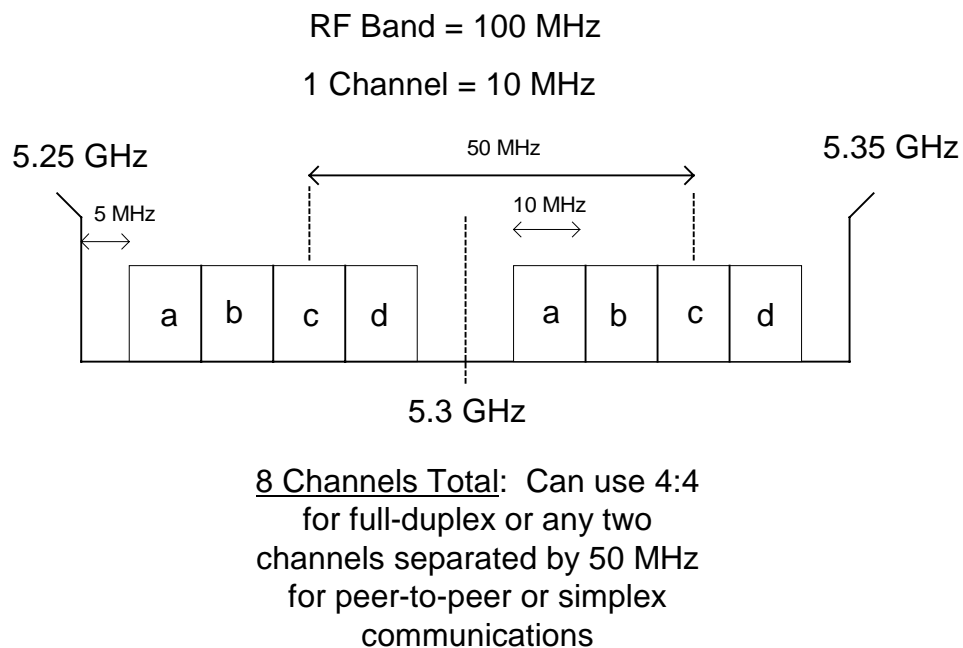 RF Band = 100 MHz
1 Channel = 10 MHz
5.25 GHz
50 MHz
5.35 GHz
5 MHz
10 MHz
a b c d a b c d
5.3 GHz
8 Channels Total: Can use 4:4
for full-duplex or any two
channels separated by 50 MHz
for peer-to-peer or simplex
communications